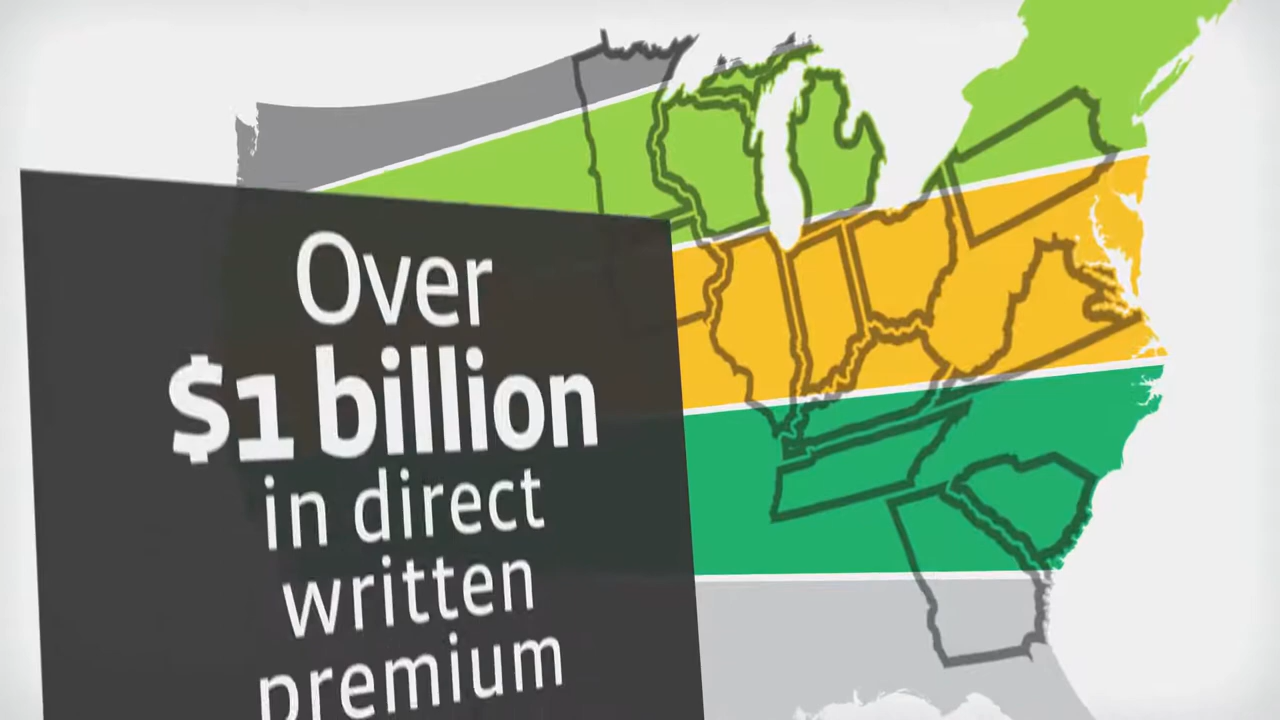 Over
$1 billion
in direct
written
premium